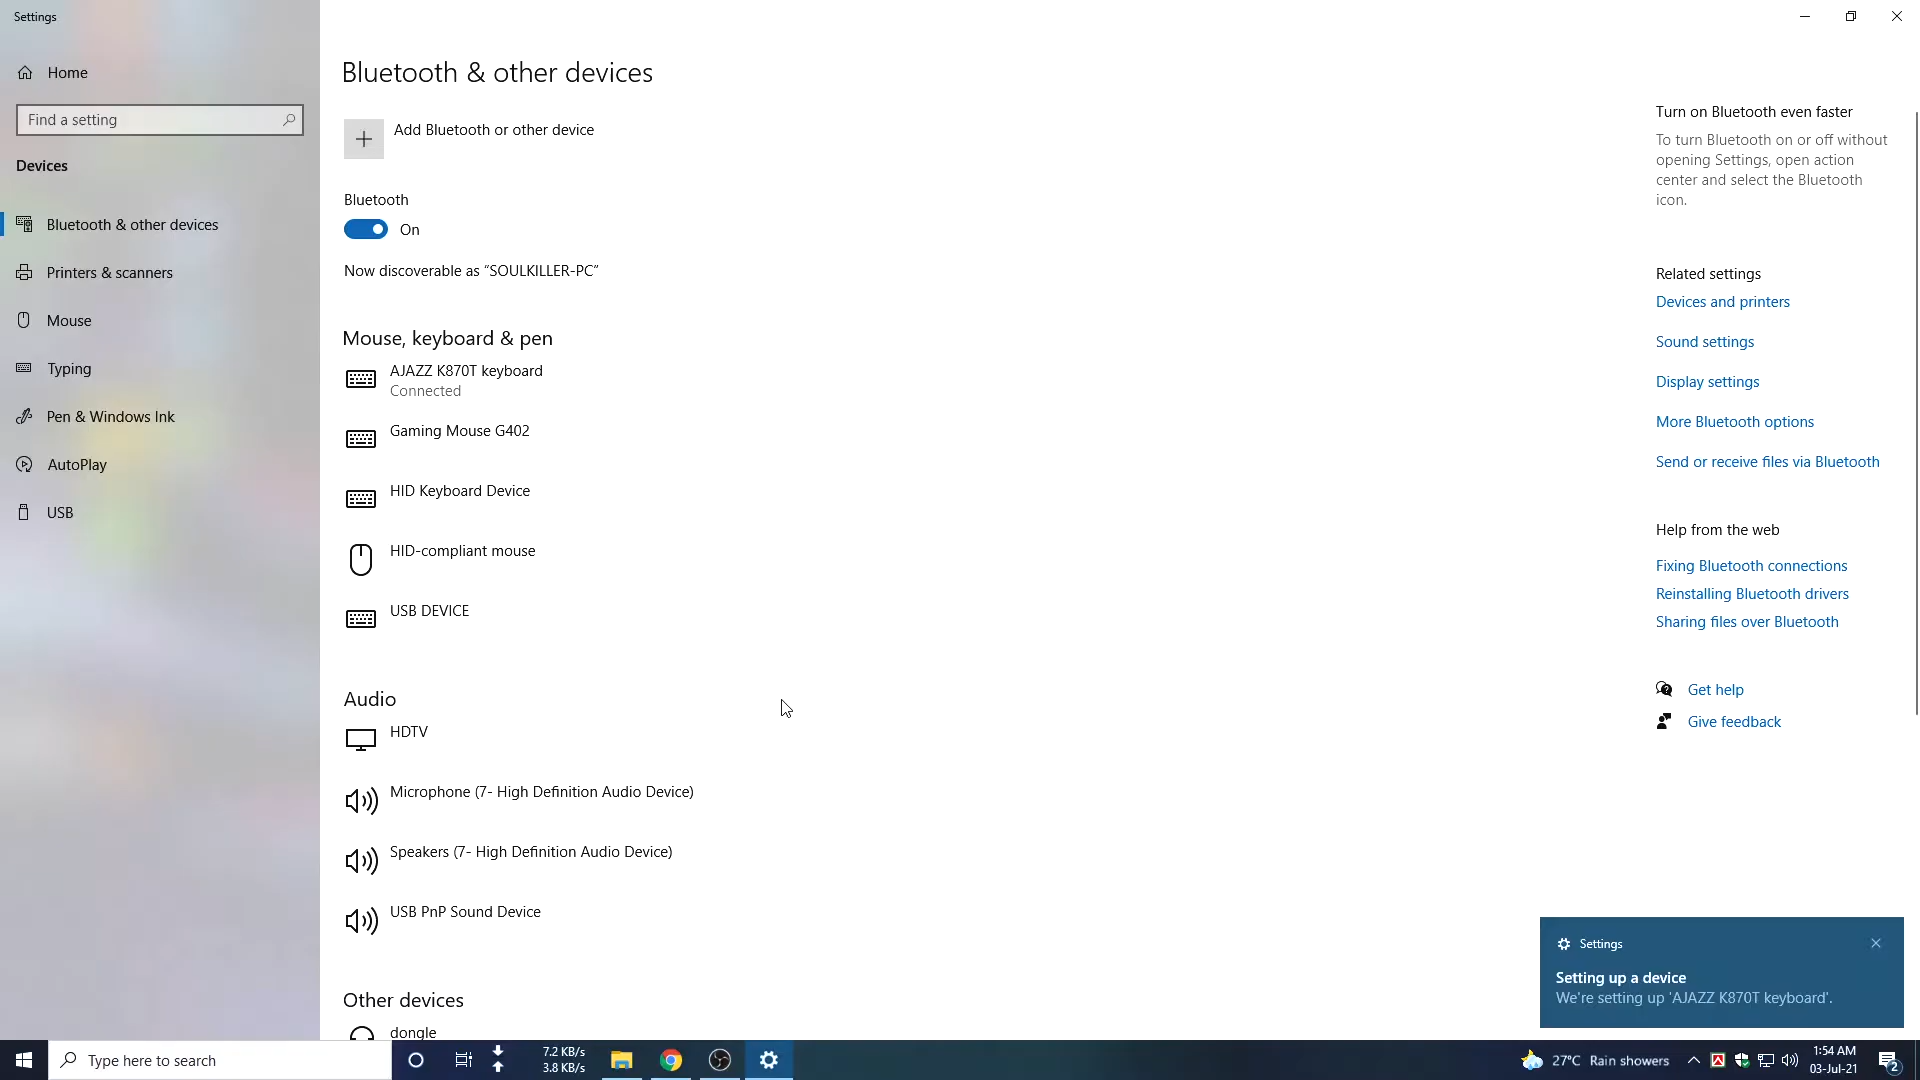 Settings
Home
Find a setting
Devices
Bluetooth & other devices
Printers & scanners
Mouse
Typing
Pen & Windows Ink
AutoPlay
USB
Bluetooth & other devices
Add Bluetooth or other device
Bluetooth
On
Now discoverable as “SOULKILLER-PC”
Mouse, keyboard & pen
AJAZZ K870T keyboard
Connected
Gaming Mouse G402
HID Keyboard Device
HID-compliant mouse
USB DEVICE
Audio
HDTV
Microphone (7- High Definition Audio Device)
Speakers (7- High Definition Audio Device)
USB PnP Sound Device
Other devices
dongle
Turn on Bluetooth even faster
To turn Bluetooth on or off without
opening Settings, open action
center and select the Bluetooth
icon.
Related settings
Devices and printers
Sound settings
Display settings
More Bluetooth options
Send or receive files via Bluetooth
Help from the web
Fixing Bluetooth connections
Reinstalling Bluetooth drivers
Sharing files over Bluetooth
Get help
Give feedback
Settings
Setting up a device
We're setting up 'AJAZZ K870T keyboard'.
Type here to search
7.2 KB/s
3.8 KB/s
27°C Rain showers
1:54 AM
03-Jul-21
2